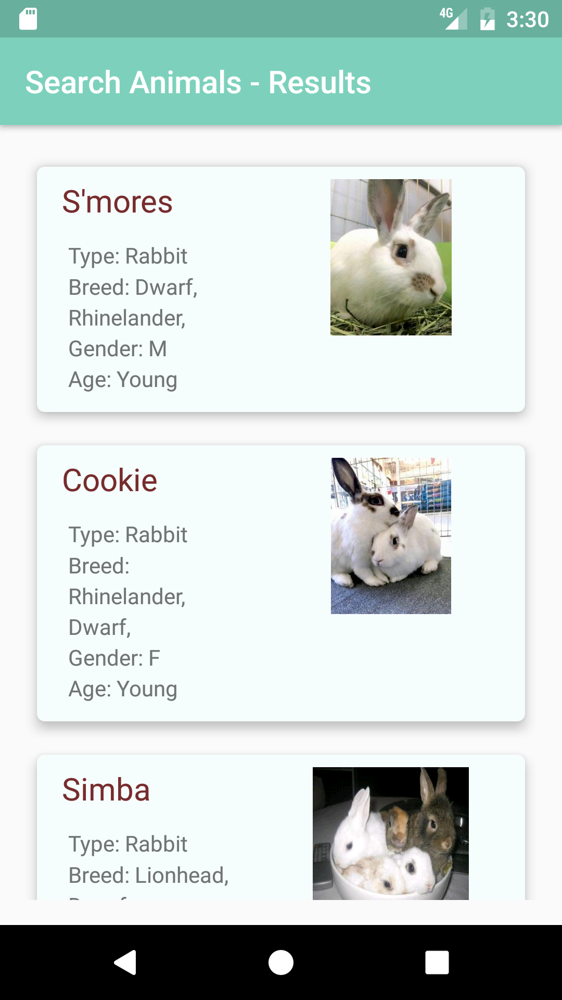 4G 3:30
Search Animals - Results
S'mores
Type: Rabbit
Breed: Dwarf,
Rhinelander,
Gender: M
Age: Young
Cookie
Type: Rabbit
Breed:
Rhinelander,
Dwarf,
Gender: F
Age: Young
Simba
Type: Rabbit
Breed: Lionhead,